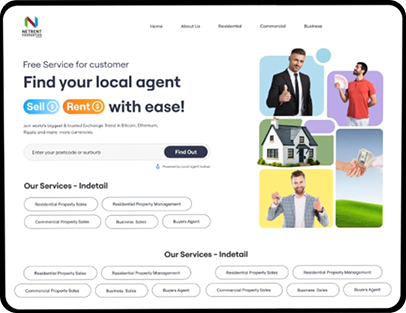 NETRENT
PROPERTIES
Home About Us Residential Commercial Business
Free Service for customer
Find your local agent
Sell $ Rent $ with ease!
Join world's biggest & trusted Exchange. Trend in Bitcoin, Ethereum,
Ripple and many more currencies.
Enter your postcode or surburb Find Out
Powered by Local agent finder
Our Services - Indetail
Residential Property Sales Residential Property Management
Commercial Property Sales Business Sales Buyers Agent
Our Services - Indetail
Residential Property Sales Residential Property Management Residential Property Sales Residential Property Management
Commercial Property Sales Business Sales Buyers Agent Commercial Property Sales Business Sales Buyers Agent